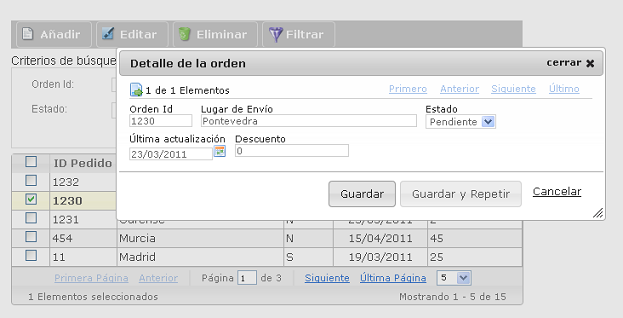 Añadir Editar Eliminar Filtrar
Criterios de búsque
Detalle de la orden cerrar
1 de 1 Elementos Primero Anterior Siguiente Último
Orden Id: Orden Id Lugar de Envío Estado
1230 Pontevedra Pendiente
Estado: Última actualización Descuento
23/03/2011 0
Guardar Guardar y Repetir Cancelar
ID Pedido
1232
1230
1231 Ourense N 23/03/2011 2
454 Murcia N 15/04/2011 45
11 Madrid S 19/03/2011 25
Primera Página Anterior Página 1 de 3 Siguiente Última Página 5
1 Elementos seleccionados Mostrando 1 - 5 de 15